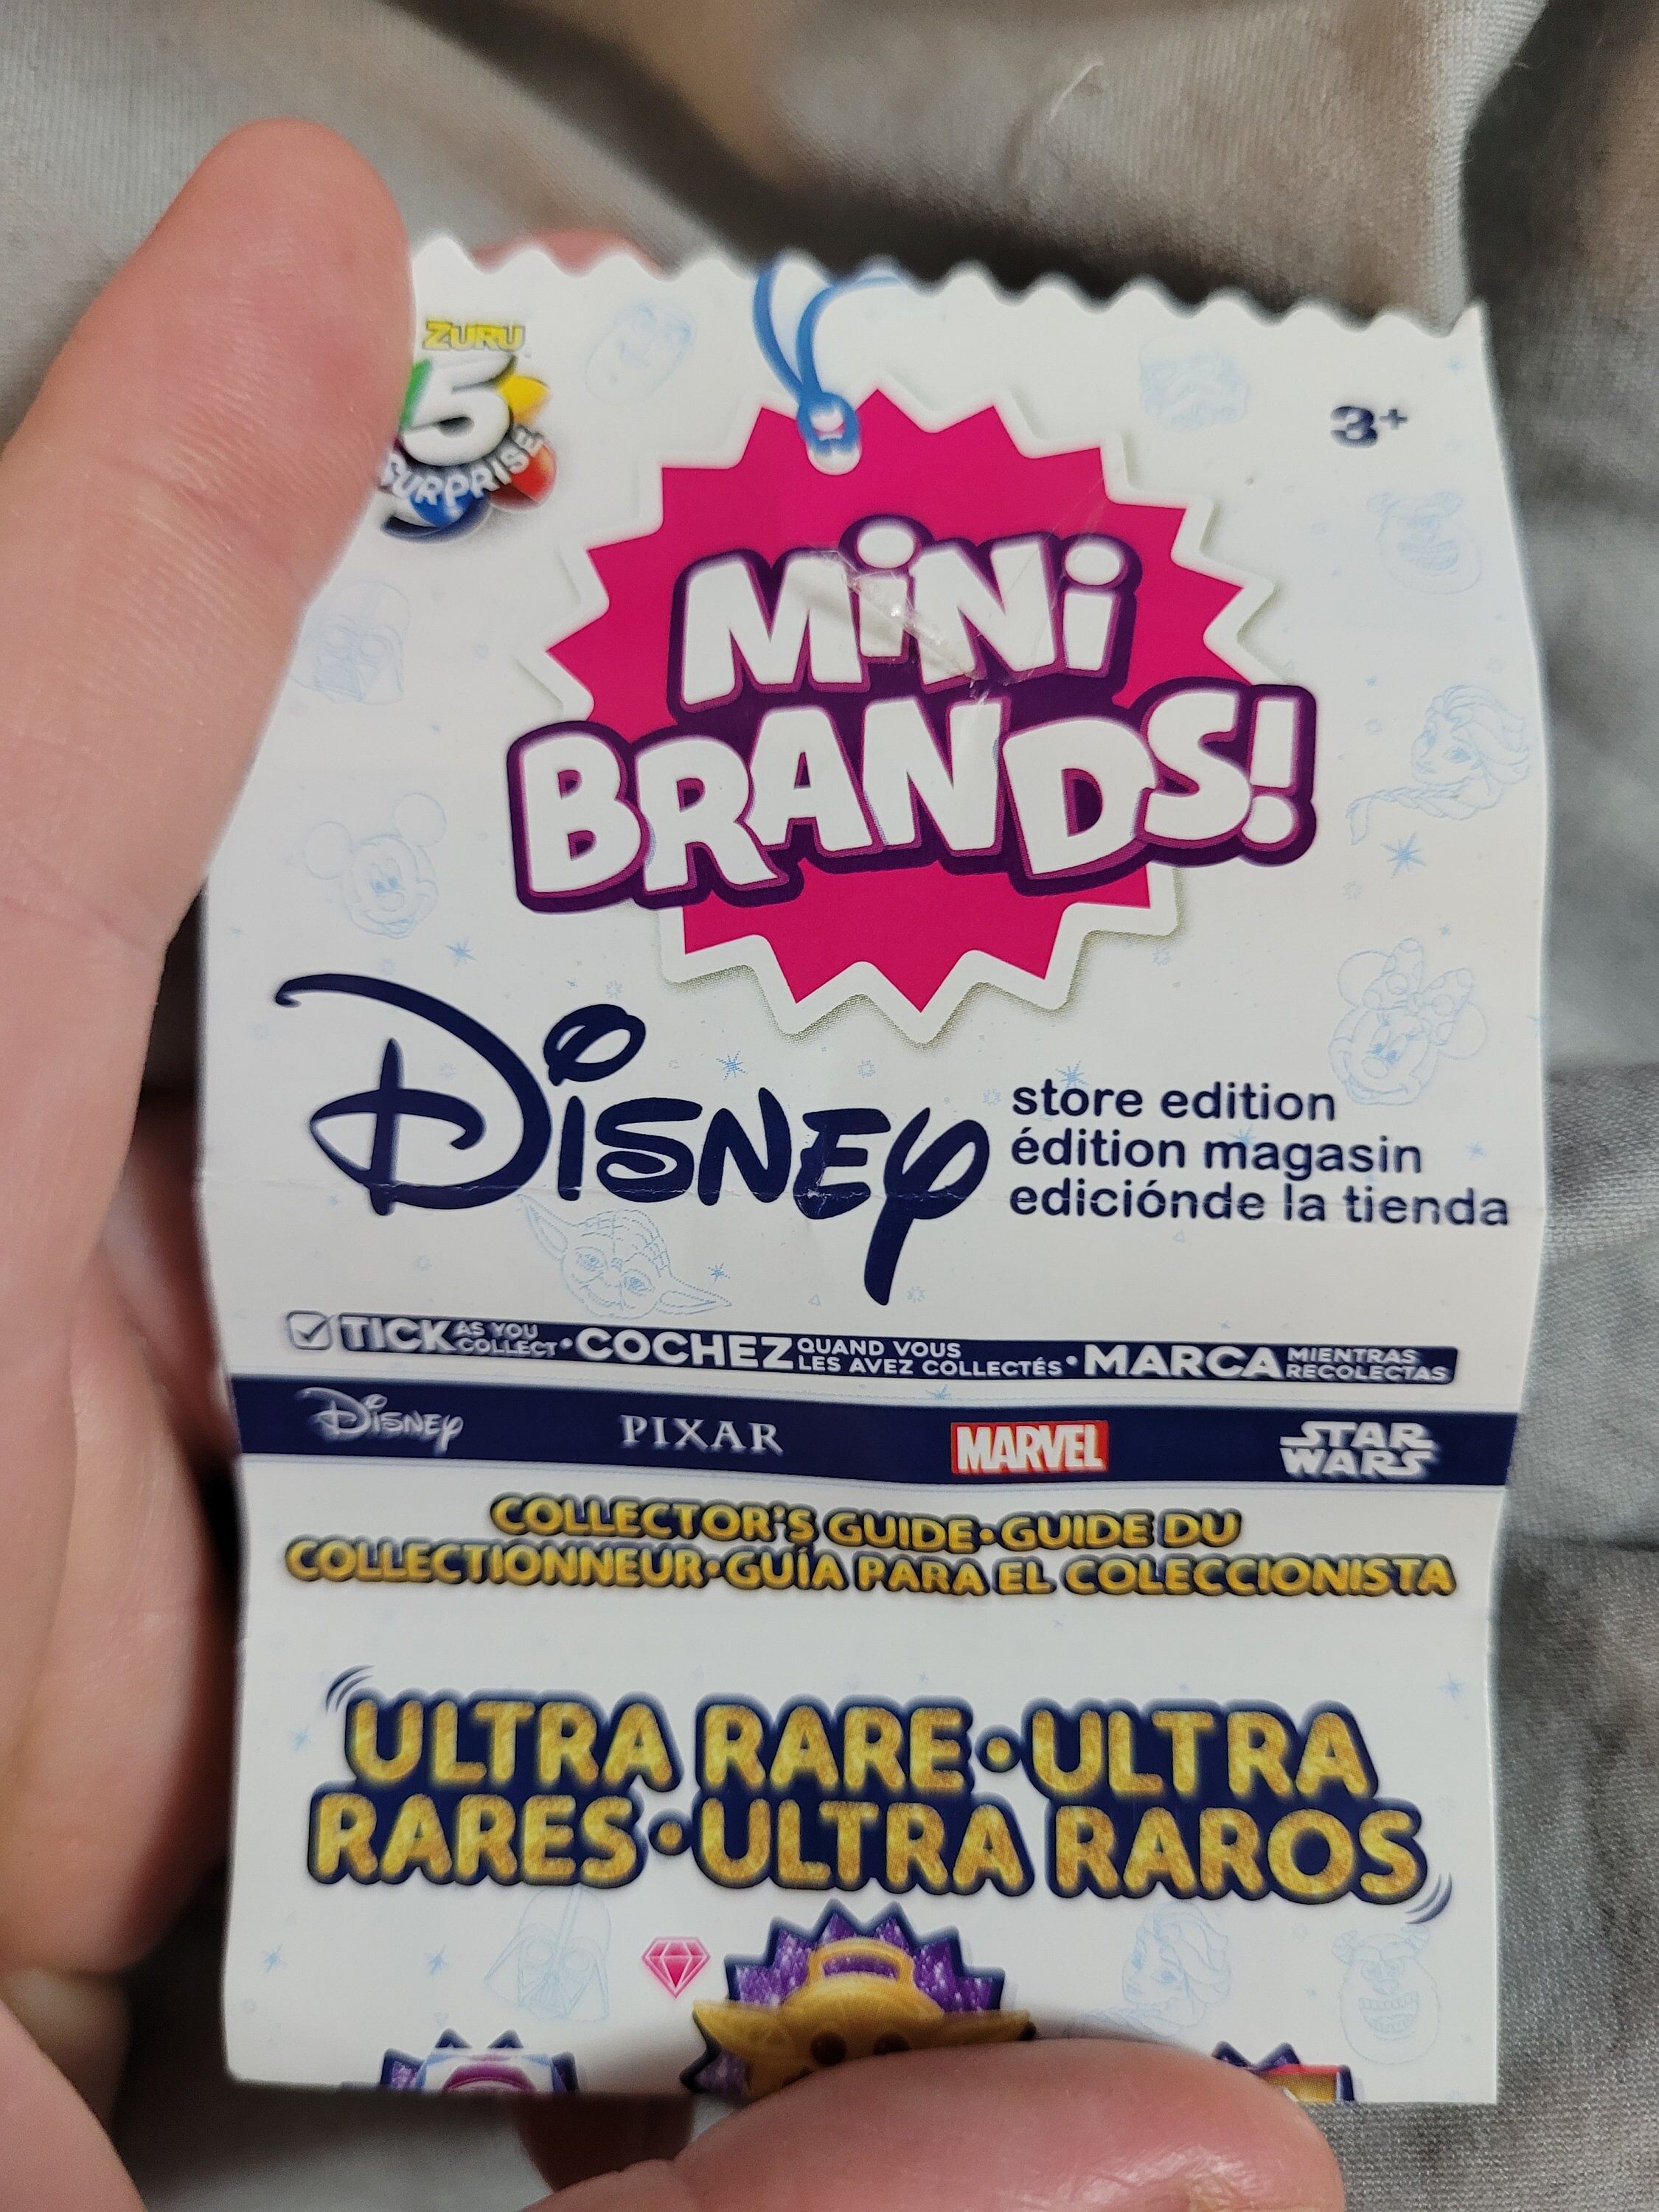 ZURU
5
SURPRISE
3+
MiNi
BRANDS!
Disney
store edition
édition magasin
ediciónde la tienda
TICK AS YOU COLLECT • COCHEZ QUAND VOUS LES AVEZ COLLECTÉS • MARCA MIENTRAS RECOLECTAS
Disney PIXAR MARVEL STAR WARS
COLLECTOR'S GUIDE • GUIDE DU
COLLECTIONNEUR • GUÍA PARA EL COLECCIONISTA
ULTRA RARE • ULTRA
RARES • ULTRA RAROS